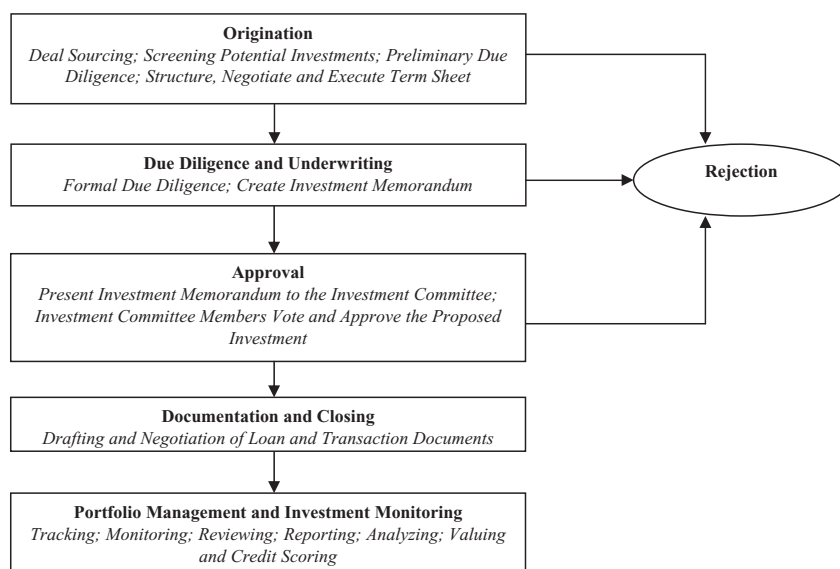 Origination
Deal Sourcing; Screening Potential Investments; Preliminary Due
Diligence; Structure, Negotiate and Execute Term Sheet
Due Diligence and Underwriting
Formal Due Diligence; Create Investment Memorandum
Rejection
Approval
Present Investment Memorandum to the Investment Committee;
Investment Committee Members Vote and Approve the Proposed
Investment
Documentation and Closing
Drafting and Negotiation of Loan and Transaction Documents
Portfolio Management and Investment Monitoring
Tracking; Monitoring; Reviewing; Reporting; Analyzing; Valuing
and Credit Scoring